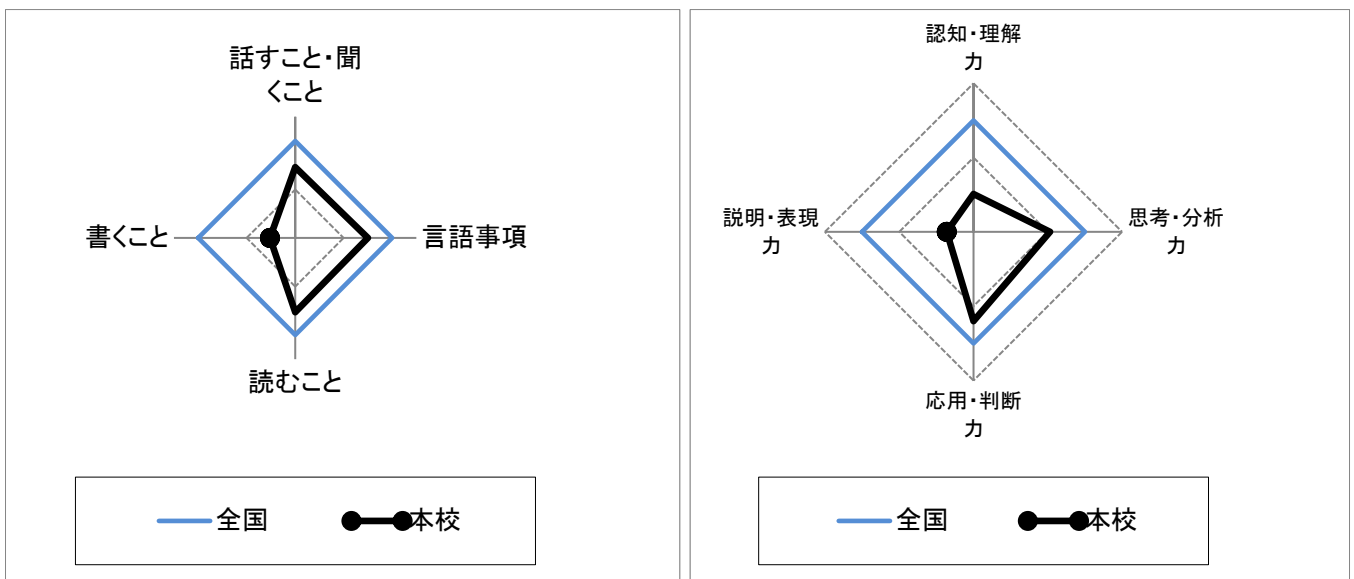 話すこと・聞
くこと
書くこと
言語事項
読むこと
全国
本校
認知・理解
力
説明・表現
力
思考・分析
力
応用・判断
力
全国
本校